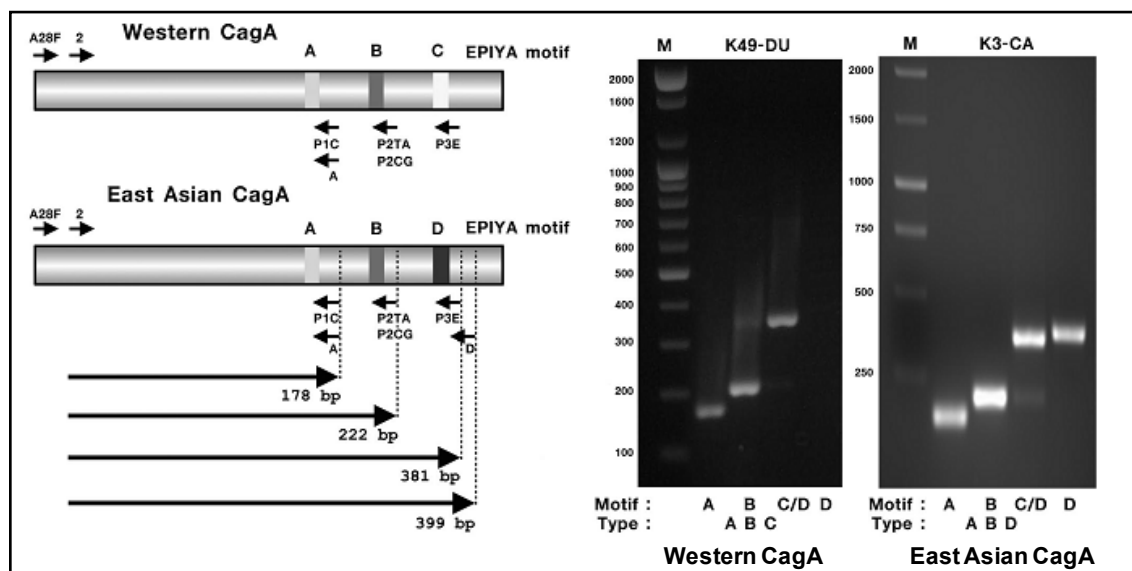 Western CagA
A28F 2
A B C EPIYA motif
P1C P2TA P3E
P2CG
A
East Asian CagA
A28F 2
A B D EPIYA motif
P1C P2TA P3E
P2CG
A D
178 bp
222 bp
381 bp
399 bp
M K49-DU
2000
1600
1200
1000
900
800
700
600
500
400
300
200
100
Motif : A B C/D D
Type : A B C
Western CagA
M K3-CA
2000
1500
1000
750
500
250
Motif : A B C/D D
Type : A B D
East Asian CagA